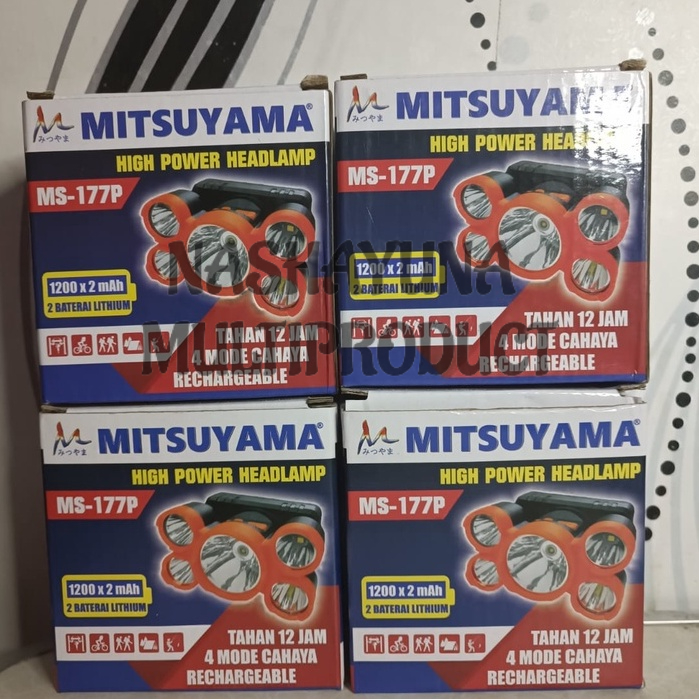 みつやま
MITSUYAMA®
HIGH POWER HEADLAMP
MS-177P
1200 x 2 mAh
2 BATERAI LITHIUM
TAHAN 12 JAM
4 MODE CAHAYA
RECHARGEABLE
みつやま
MITSUYAMA®
HIGH POWER
MS-177P
1200 x 2 mAh
2 BATERAI LITHIUM
TAHAN 12 JAM
4 MODE CAHAYA
RECHARGEABLE
NASHAYUNA
MULTIPRODUCT
みつやま
MITSUYAMA®
HIGH POWER HEADLAMP
MS-177P
1200 x 2 mAh
2 BATERAI LITHIUM
TAHAN 12 JAM
4 MODE CAHAYA
RECHARGEABLE
みつやま
MITSUYAMA®
HIGH POWER HEADLAMP
MS-177P
1200 x 2 mAh
2 BATERAI LITHIUM
TAHAN 12 JAM
4 MODE CAHAYA
RECHARGEABLE